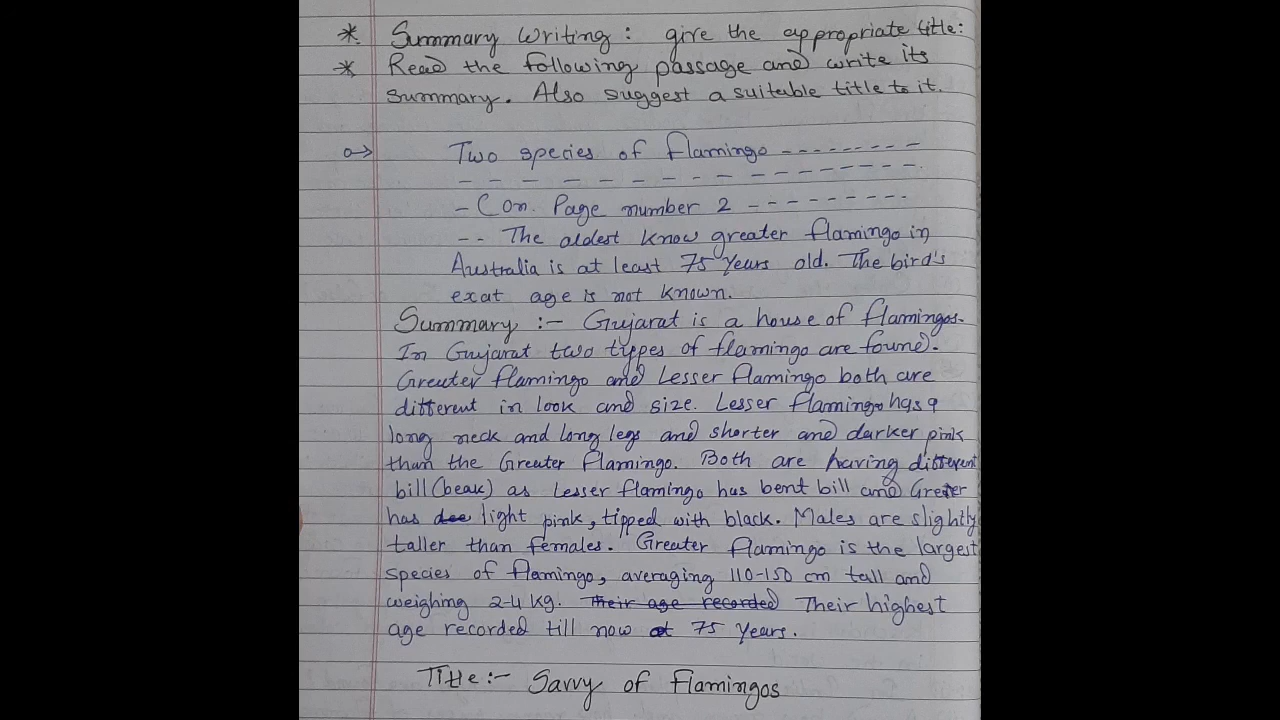 * Summary Writing: give the appropriate title:
* Read the following passage and write its
summary. Also suggest a suitable title to it.
Two species of flamingo - - - - - - - - -
- - - - - - - - - - - - - - - -
- Con. Page number 2 - - - - - - - - -
- - The oldest know greater flamingo in
Australia is at least 75 Years old. The bird's
exat age is not known.
Summary :- Gujarat is a house of flamingos.
In Gujarat two types of flamingo are found.
Greater flamingo and Lesser flamingo both are
different in look and size. Lesser flamingo has a
long neck and long legs and shorter and darker pink
than the Greater flamingo. Both are having different
bill (beak) as Lesser flamingo has bent bill and Greter
has dee light pink, tipped with black. Males are slightly
taller than females. Greater flamingo is the largest
species of flamingo, averaging 110-150 cm tall and
weighing 2-4 kg. Their age recorded Their highest
age recorded till now at 75 Years.
Title :- Savvy of flamingos